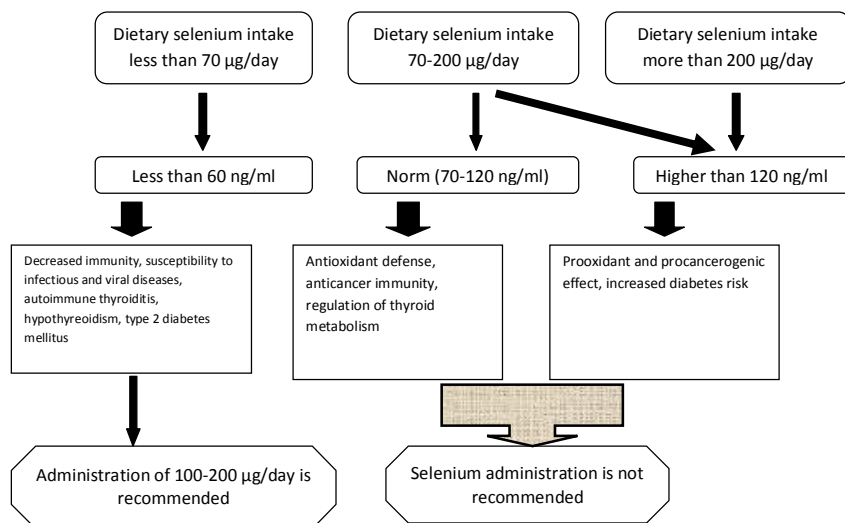 Dietary selenium intake
less than 70 µg/day
Dietary selenium intake
70-200 µg/day
Dietary selenium intake
more than 200 µg/day
Less than 60 ng/ml
Norm (70-120 ng/ml)
Higher than 120 ng/ml
Decreased immunity, susceptibility to
infectious and viral diseases,
autoimmune thyroiditis,
hypothyreoidism, type 2 diabetes
mellitus
Antioxidant defense,
anticancer immunity,
regulation of thyroid
metabolism
Prooxidant and procancerogenic
effect, increased diabetes risk
Administration of 100-200 µg/day is
recommended
Selenium administration is not
recommended